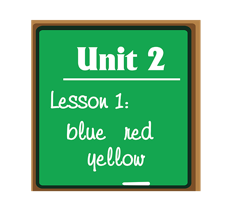 Unit 2
Lesson 1:
blue red
yellow